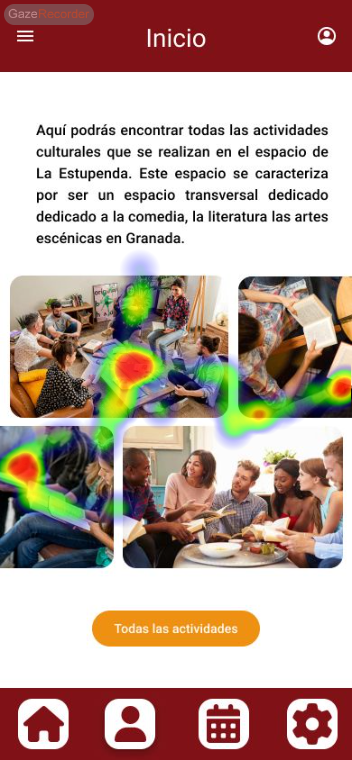 GazeRecorder
Inicio
Aquí podrás encontrar todas las actividades
culturales que se realizan en el espacio de
La Estupenda. Este espacio se caracteriza
por ser un espacio transversal dedicado
dedicado a la comedia, la literatura las artes
escénicas en Granada.
Todas las actividades